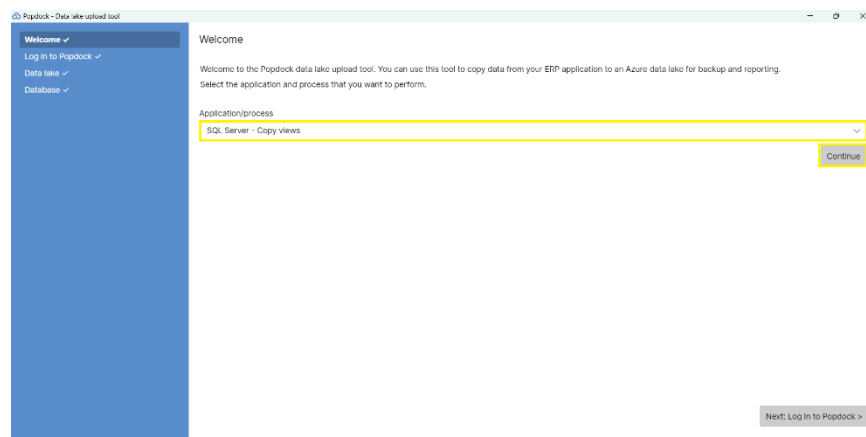 Popdock - Data lake upload tool
Welcome ✓
Log in to Popdock ✓
Data lake ✓
Database ✓
Welcome
Welcome to the Popdock data lake upload tool. You can use this tool to copy data from your ERP application to an Azure data lake for backup and reporting.
Select the application and process that you want to perform.
Application/process
SQL Server - Copy views
Continue
Next: Log in to Popdock >